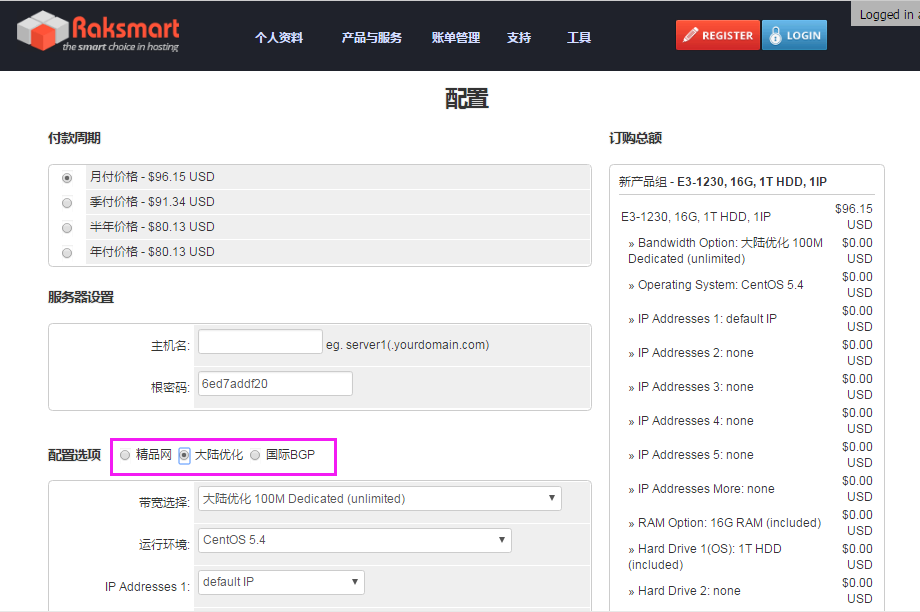 Raksmart
the smart choice in hosting
个人资料
产品与服务
账单管理
支持
工具
REGISTER
LOGIN
Logged in a
配置
付款周期
月付价格 - $96.15 USD
季付价格 - $91.34 USD
半年价格 - $80.13 USD
年付价格 - $80.13 USD
服务器设置
主机名:
eg. server1(.yourdomain.com)
根密码:
6ed7addf20
配置选项 精品网 大陆优化 国际BGP
带宽选择:
大陆优化 100M Dedicated (unlimited)
运行环境:
CentOS 5.4
IP Addresses 1:
default IP
订购总额
新产品组 - E3-1230, 16G, 1T HDD, 1IP
E3-1230, 16G, 1T HDD, 1IP
$96.15
USD
» Bandwidth Option: 大陆优化 100M
Dedicated (unlimited)
$0.00
USD
» Operating System: CentOS 5.4
$0.00
USD
» IP Addresses 1: default IP
$0.00
USD
» IP Addresses 2: none
$0.00
USD
» IP Addresses 3: none
$0.00
USD
» IP Addresses 4: none
$0.00
USD
» IP Addresses 5: none
$0.00
USD
» IP Addresses More: none
$0.00
USD
» RAM Option: 16G RAM (included)
$0.00
USD
» Hard Drive 1(OS): 1T HDD
(included)
$0.00
USD
» Hard Drive 2: none
$0.00
USD